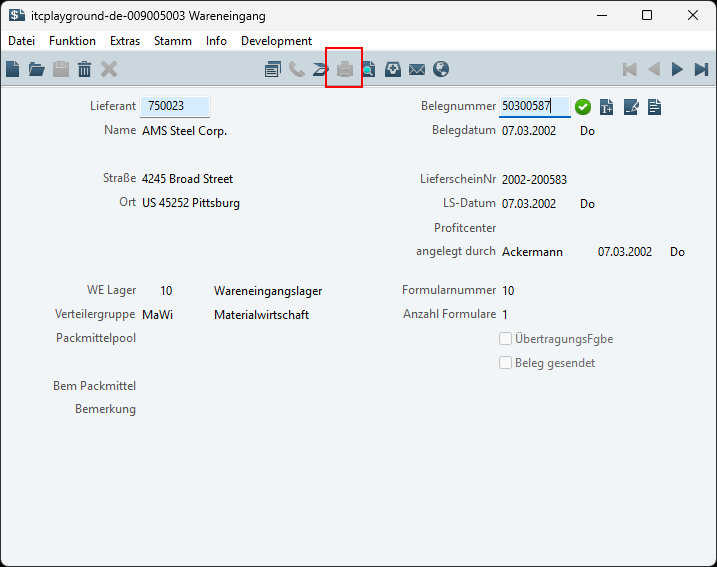 itcplayground-de-009005003 Wareneingang
Datei Funktion Extras Stamm Info Development
Lieferant 750023 Belegnummer 50300587
Name AMS Steel Corp. Belegdatum 07.03.2002 Do
Straße 4245 Broad Street LieferscheinNr 2002-200583
Ort US 45252 Pittsburg LS-Datum 07.03.2002 Do
Profitcenter
angelegt durch Ackermann 07.03.2002 Do
WE Lager 10 Wareneingangslager Formularnummer 10
Verteilergruppe MaWi Materialwirtschaft Anzahl Formulare 1
Packmittelpool ÜbertragungsFgbe
Beleg gesendet
Bem Packmittel
Bemerkung